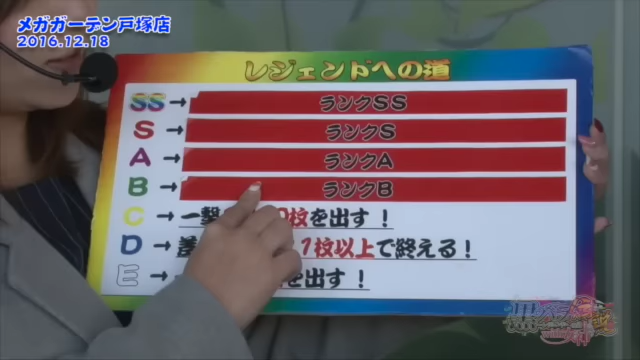 メガガーデン戸塚店
2016.12.18
レジェンドへの道
SS→ランクSS
S→ランクS
A→ランクA
B→ランクB
C→一撃 0枚を出す！
D→差 1枚以上で終える！
E→ を出す！